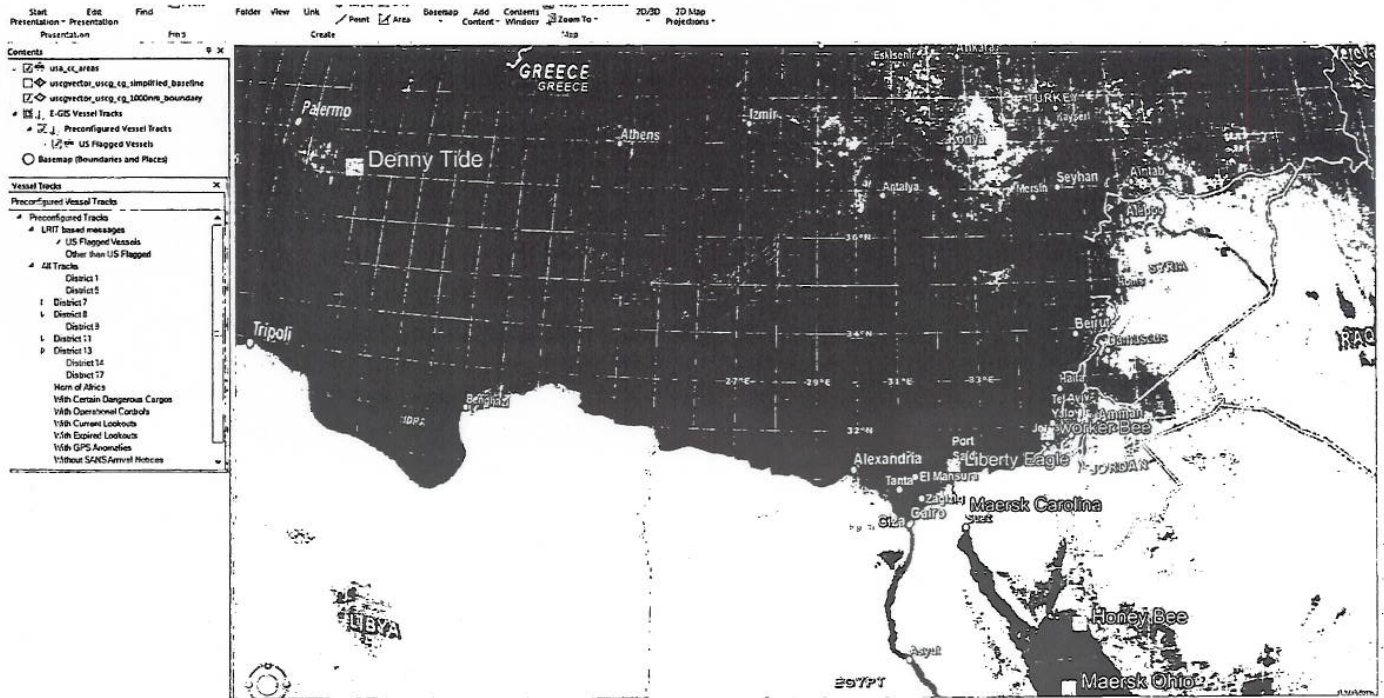 Start Edit Find
Presentation Presentation
Presentation Find
Folder View Link
Point Area
Create
Basemap Add Contents
Content Window Zoom To
Map
2D/3D 2D Map
Projections
Contents
usa_cc_areas
uscgvector_uscg_cg_simplified_baseline
uscgvector_uscg_cg_1000nm_boundary
E-GIS Vessel Tracks
Preconfigured Vessel Tracks
US Flagged Vessels
Basemap (Boundaries and Places)
Vessel Tracks
Preconfigured Vessel Tracks
Preconfigured Tracks
LRIT based messages
US Flagged Vessels
Other than US Flagged
All Tracks
District 1
District 5
District 7
District 8
District 9
District 11
District 13
District 14
District 17
Horn of Africa
With Certain Dangerous Cargos
With Operational Controls
With Current Lookouts
With Expired Lookouts
With GPS Anomalies
Without SANS Arrival Notices
Eskisehir Ankara
GREECE
GREECE
TURKEY
Palermo
Izmir
Kayseri
Athens
Konya
Denny Tide
Antalya
Mersin
Seyhan
Aintab
Aleppo
36°N
SYRIA
Homs
34°N
Beirut
Damascus
Tripoli
27°E 29°E 31°E 33°E
Haifa
Tel Aviv
Amman
Benghazi
32°N
Worker Bee
Port
Said
Liberty Eagle
Alexandria
JORDAN
Tanta
El Mansura
Zagazig
Maersk Carolina
Giza Cairo
Suez
LIBYA
Honey Bee
Asyut
EGYPT
Maersk Ohio